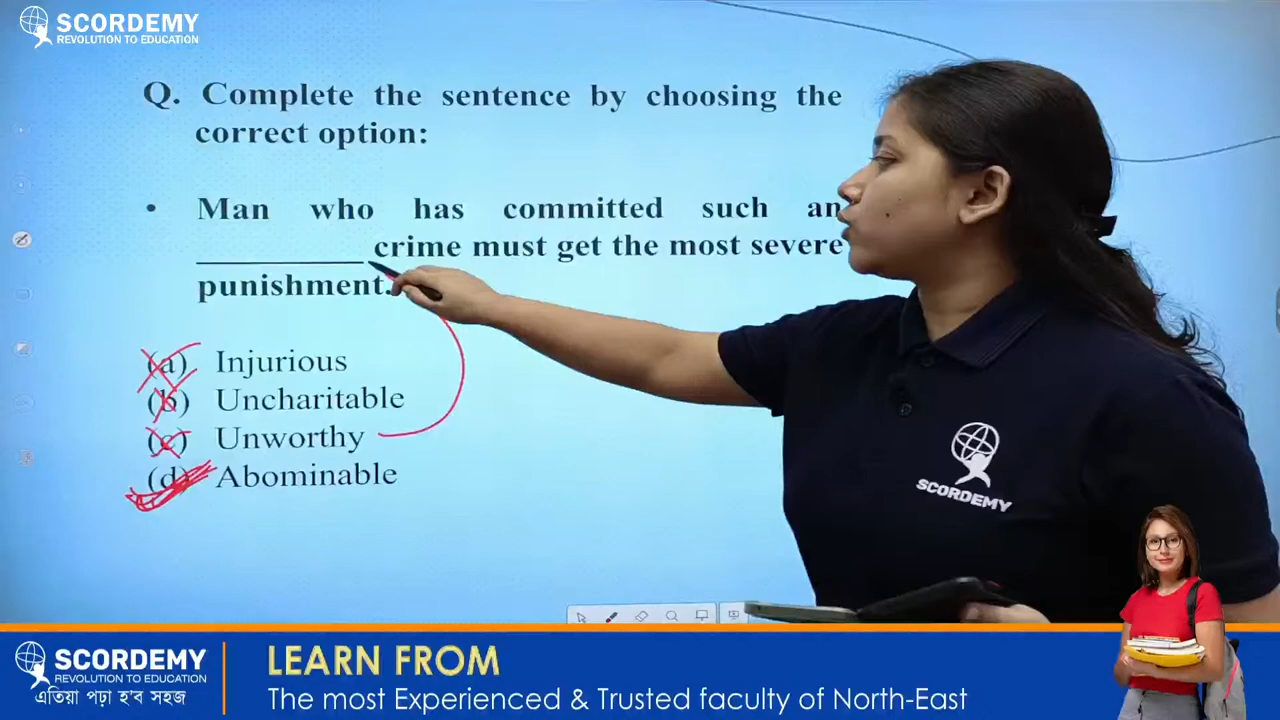 SCORDEMY
REVOLUTION TO EDUCATION
Q. Complete the sentence by choosing the
correct option:
• Man who has committed such an
__________ crime must get the most severe
punishment.
(a) Injurious
(b) Uncharitable
(c) Unworthy
(d) Abominable
SCORDEMY
SCORDEMY
REVOLUTION TO EDUCATION
এতিয়া পঢ়া হ'ব সহজ
LEARN FROM
The most Experienced & Trusted faculty of North-East